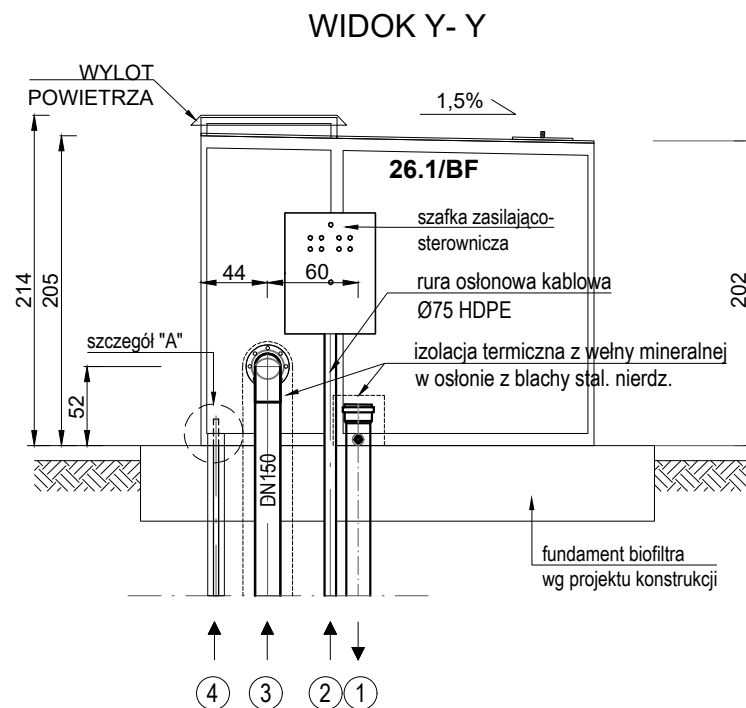 WIDOK Y- Y
WYLOT
POWIETRZA
1,5%
26.1/BF
szafka zasilająco-
sterownicza
44
60
rura osłonowa kablowa
Ø75 HDPE
214
205
202
szczegół "A"
izolacja termiczna z wełny mineralnej
w osłonie z blachy stal. nierdz.
52
DN150
fundament biofiltra
wg projektu konstrukcji
4
3
2
1